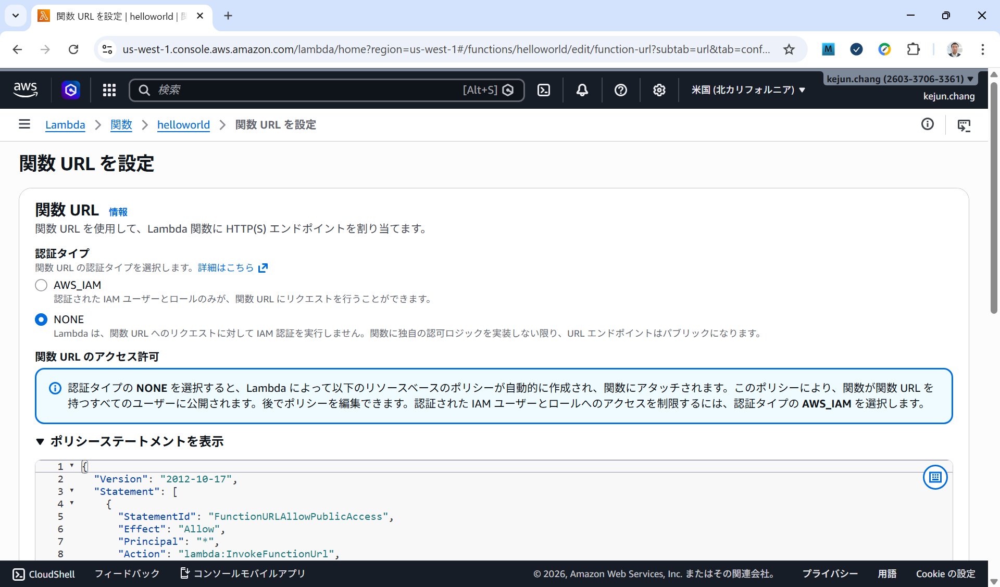 関数 URL を設定 | helloworld |
us-west-1.console.aws.amazon.com/lambda/home?region=us-west-1#/functions/helloworld/edit/function-url?subtab=url&tab=conf...
M
aws
検索
[Alt+S]
米国 (北カリフォルニア) ▼
kejun.chang (2603-3706-3361) ▼
kejun.chang
Lambda > 関数 > helloworld > 関数 URL を設定
関数 URL を設定
関数 URL 情報
関数 URL を使用して、Lambda 関数に HTTP(S) エンドポイントを割り当てます。
認証タイプ
関数 URL の認証タイプを選択します。詳細はこちら
AWS_IAM
認証された IAM ユーザーとロールのみが、関数 URL にリクエストを行うことができます。
NONE
Lambda は、関数 URL へのリクエストに対して IAM 認証を実行しません。関数に独自の認可ロジックを実装しない限り、URL エンドポイントはパブリックになります。
関数 URL のアクセス許可
認証タイプの NONE を選択すると、Lambda によって以下のリソースベースのポリシーが自動的に作成され、関数にアタッチされます。このポリシーにより、関数が関数 URL を
持つすべてのユーザーに公開されます。後でポリシーを編集できます。認証された IAM ユーザーとロールへのアクセスを制限するには、認証タイプの AWS_IAM を選択します。
▼ ポリシーステートメントを表示
1 {
2 "Version": "2012-10-17",
3 "Statement": [
4 {
5 "StatementId": "FunctionURLAllowPublicAccess",
6 "Effect": "Allow",
7 "Principal": "*",
8 "Action": "lambda:InvokeFunctionUrl",
CloudShell フィードバック コンソールモバイルアプリ © 2026, Amazon Web Services, Inc. またはその関連会社。 プライバシー 用語 Cookie の設定